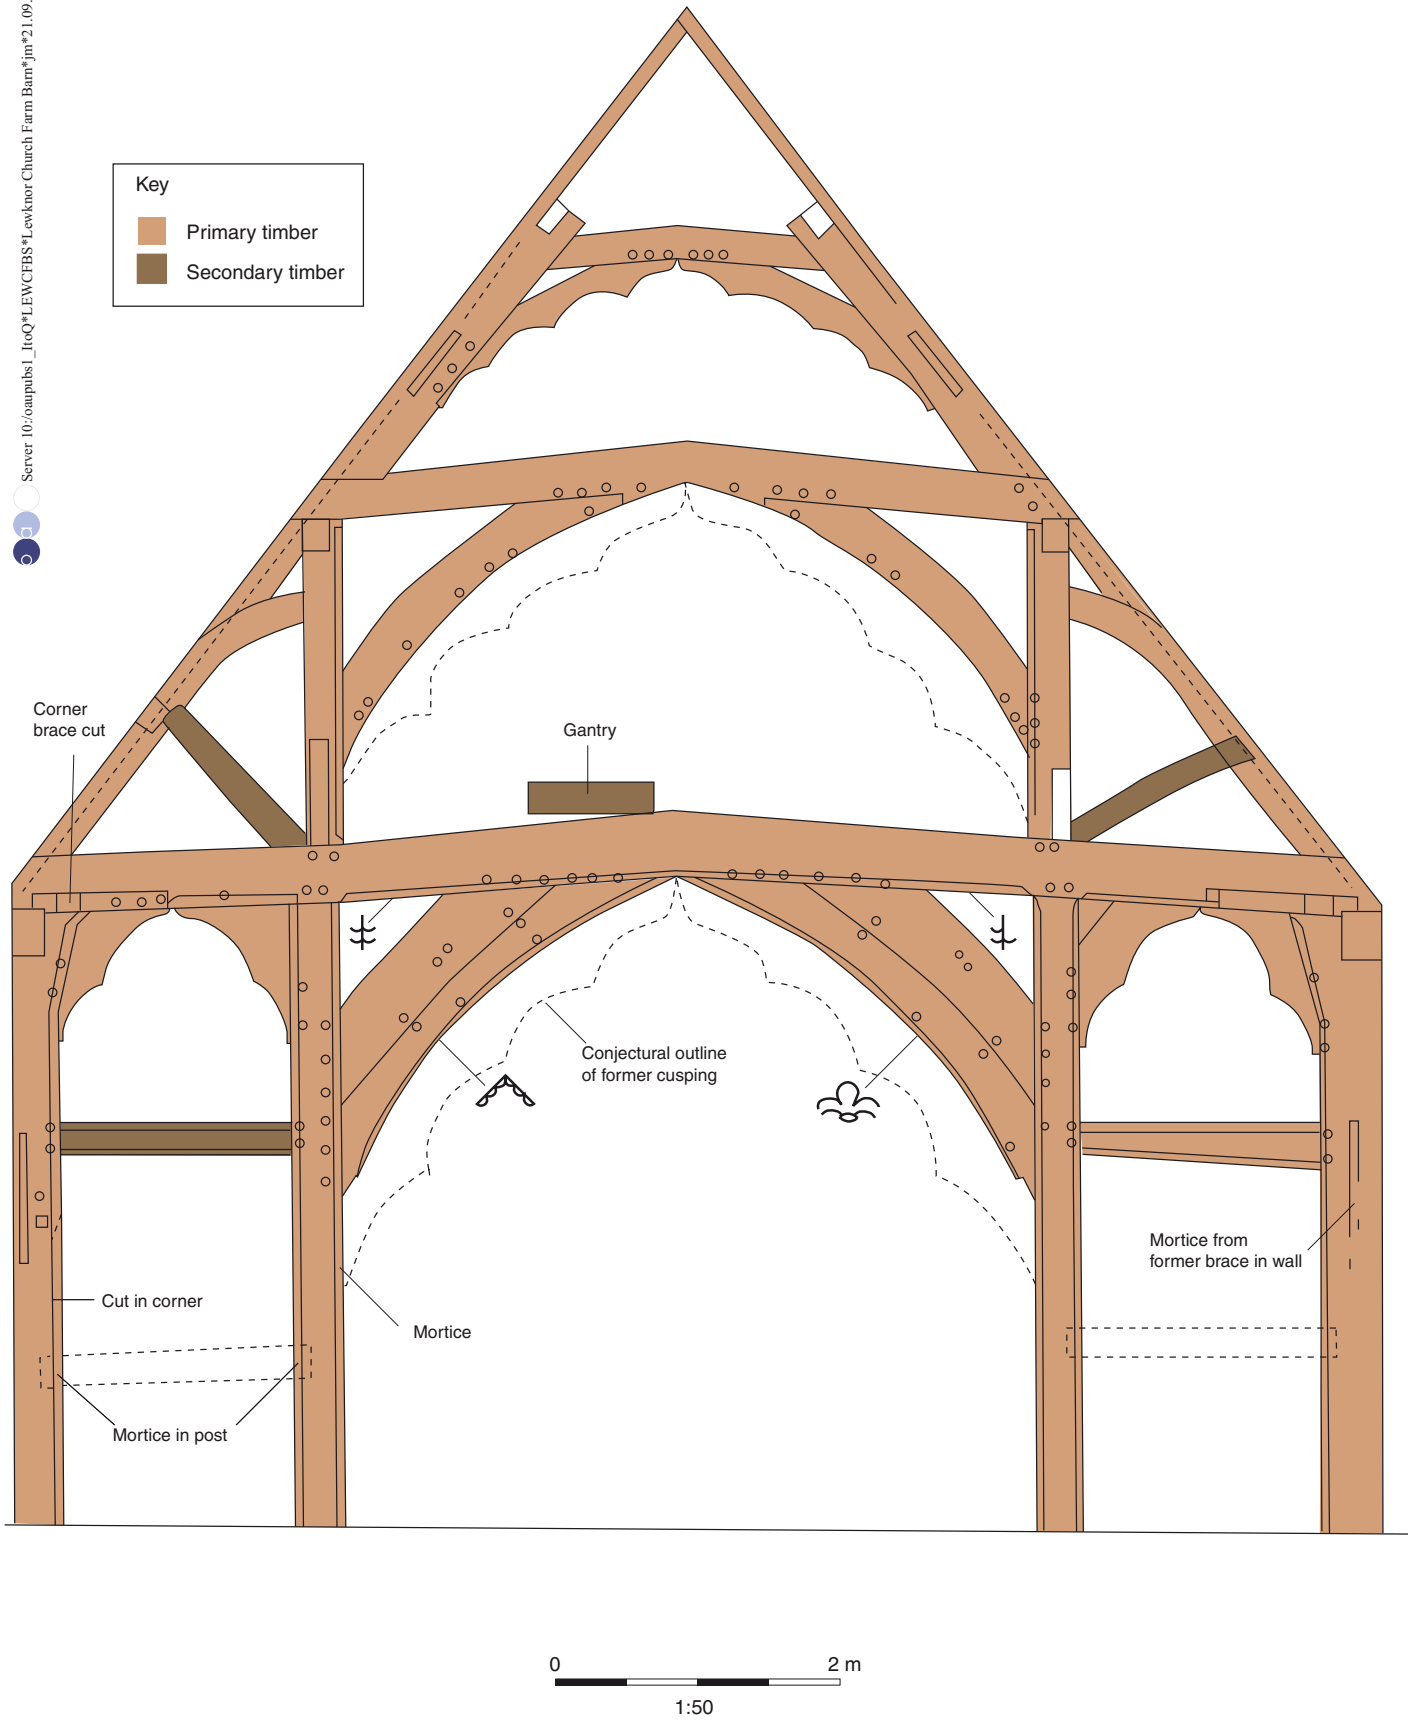 Server 10:/oaupubs1_ItoQ*LEWCFBS*Lewknor Church Farm Barn*jm*21.09.
Key
Primary timber
Secondary timber
Corner
brace cut
Gantry
Conjectural outline
of former cusping
Mortice from
former brace in wall
Cut in corner
Mortice
Mortice in post
0 2 m
1:50